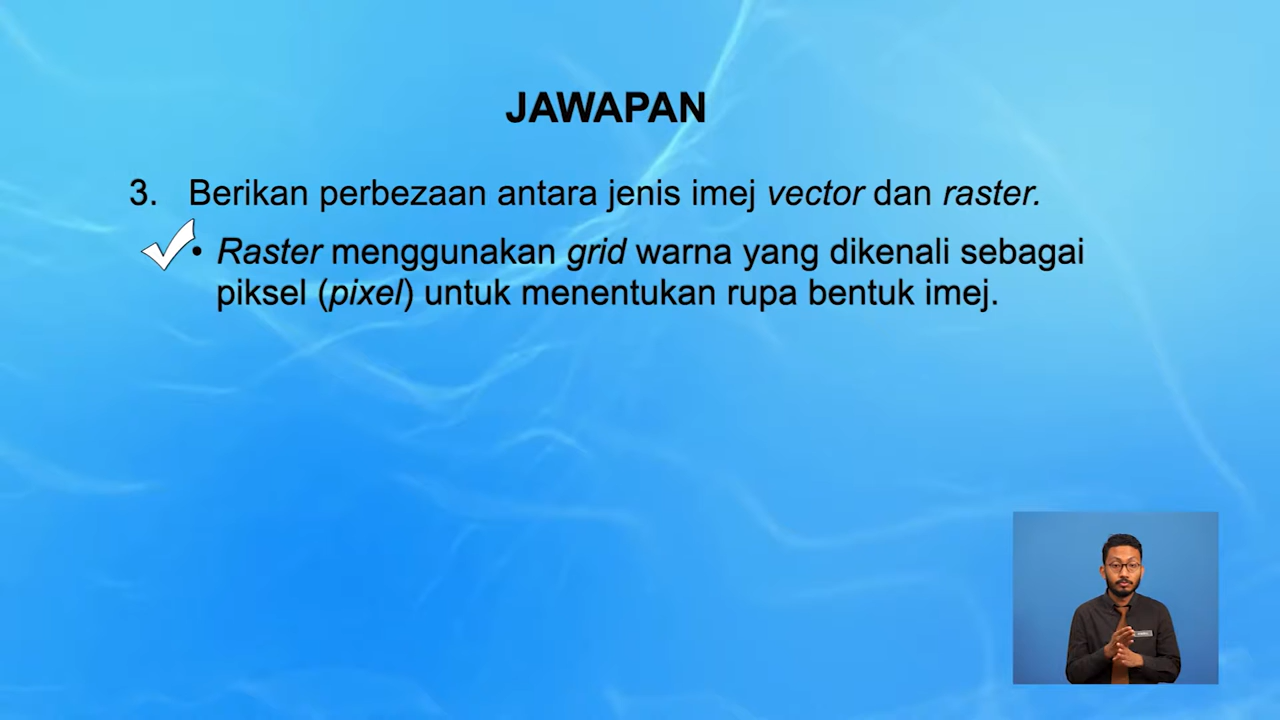 JAWAPAN
3. Berikan perbezaan antara jenis imej vector dan raster.
• Raster menggunakan grid warna yang dikenali sebagai
piksel (pixel) untuk menentukan rupa bentuk imej.